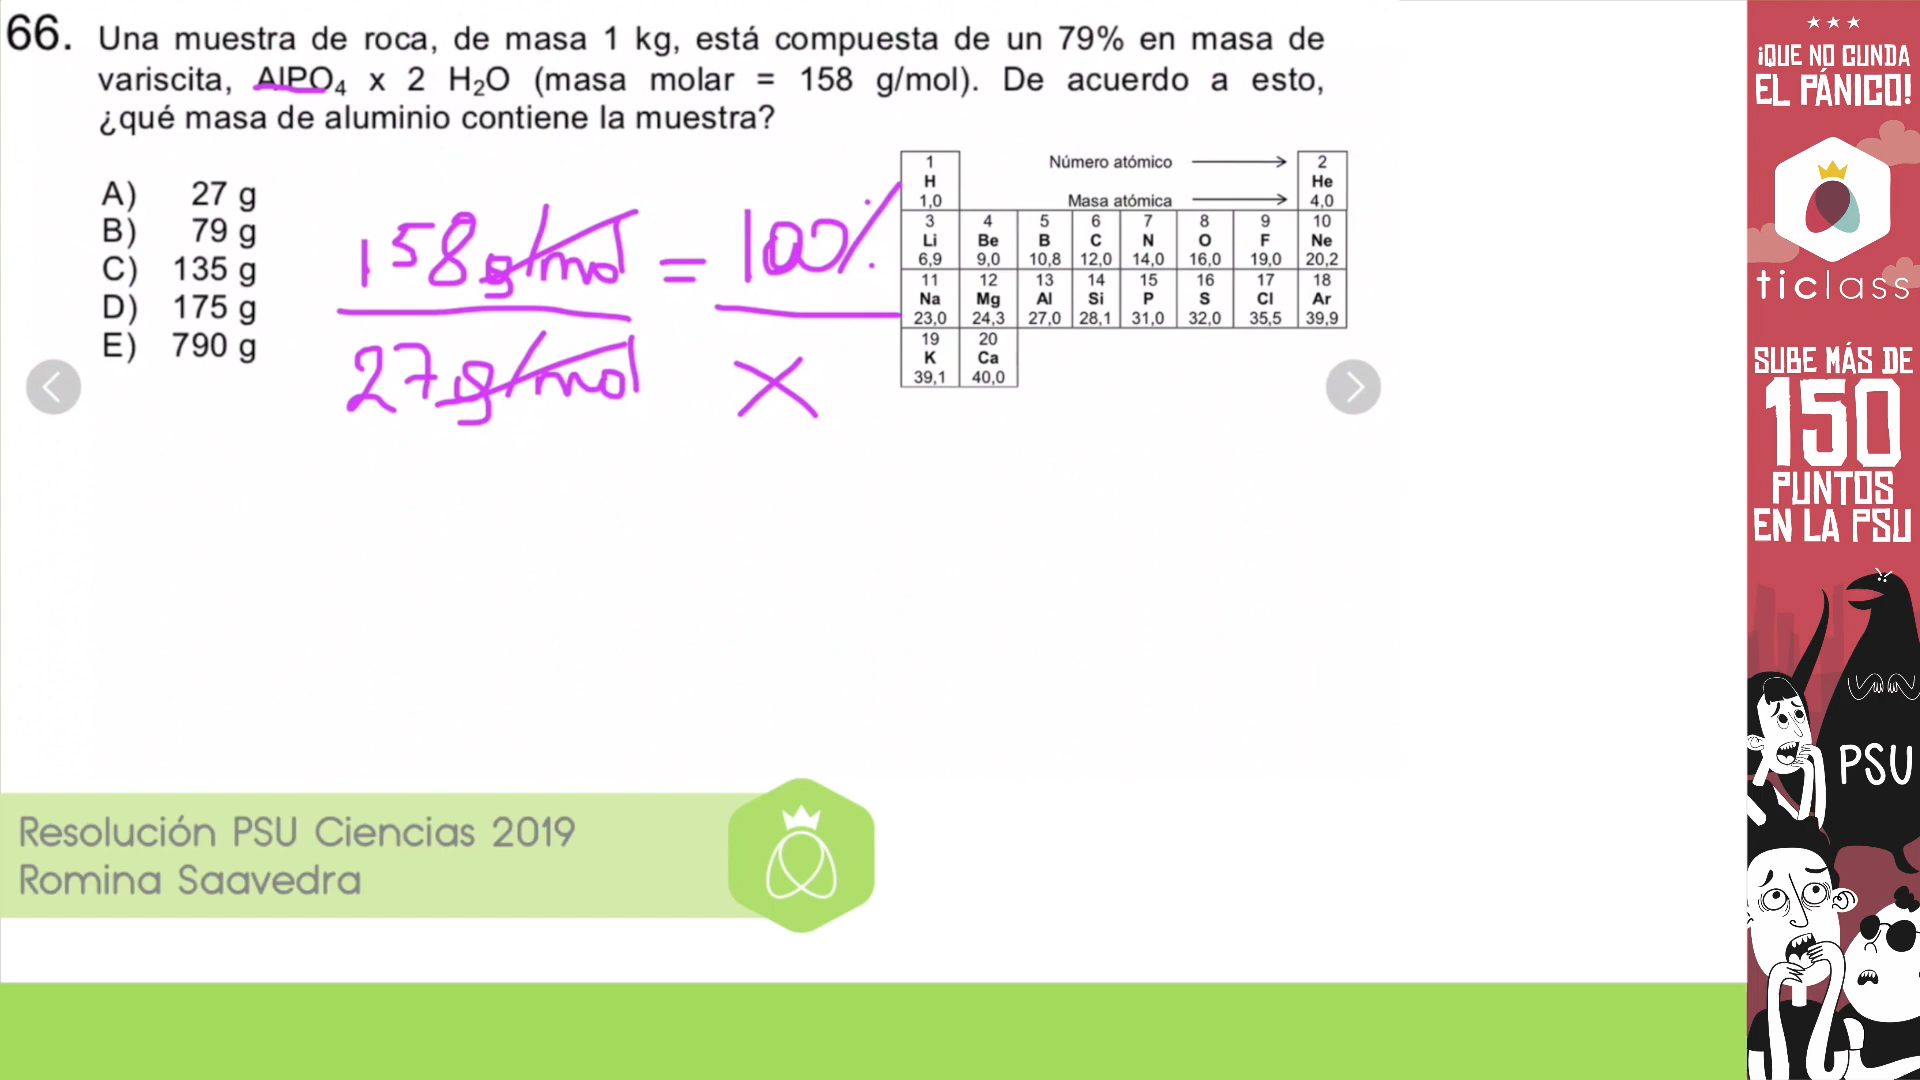 66. Una muestra de roca, de masa 1 kg, está compuesta de un 79% en masa de
variscita, AlPO₄ x 2 H₂O (masa molar = 158 g/mol). De acuerdo a esto,
¿qué masa de aluminio contiene la muestra?
A) 27 g
B) 79 g
C) 135 g
D) 175 g
E) 790 g
158 g/mol = 100%
27 g/mol x
1 Número atómico 2
H He
1,0 Masa atómica 4,0
3 4 5 6 7 8 9 10
Li Be B C N O F Ne
6,9 9,0 10,8 12,0 14,0 16,0 19,0 20,2
11 12 13 14 15 16 17 18
Na Mg Al Si P S Cl Ar
23,0 24,3 27,0 28,1 31,0 32,0 35,5 39,9
19 20
K Ca
39,1 40,0
Resolución PSU Ciencias 2019
Romina Saavedra
¡QUE NO CUNDA
EL PÁNICO!
ticlass
SUBE MÁS DE
150
PUNTOS
EN LA PSU
PSU